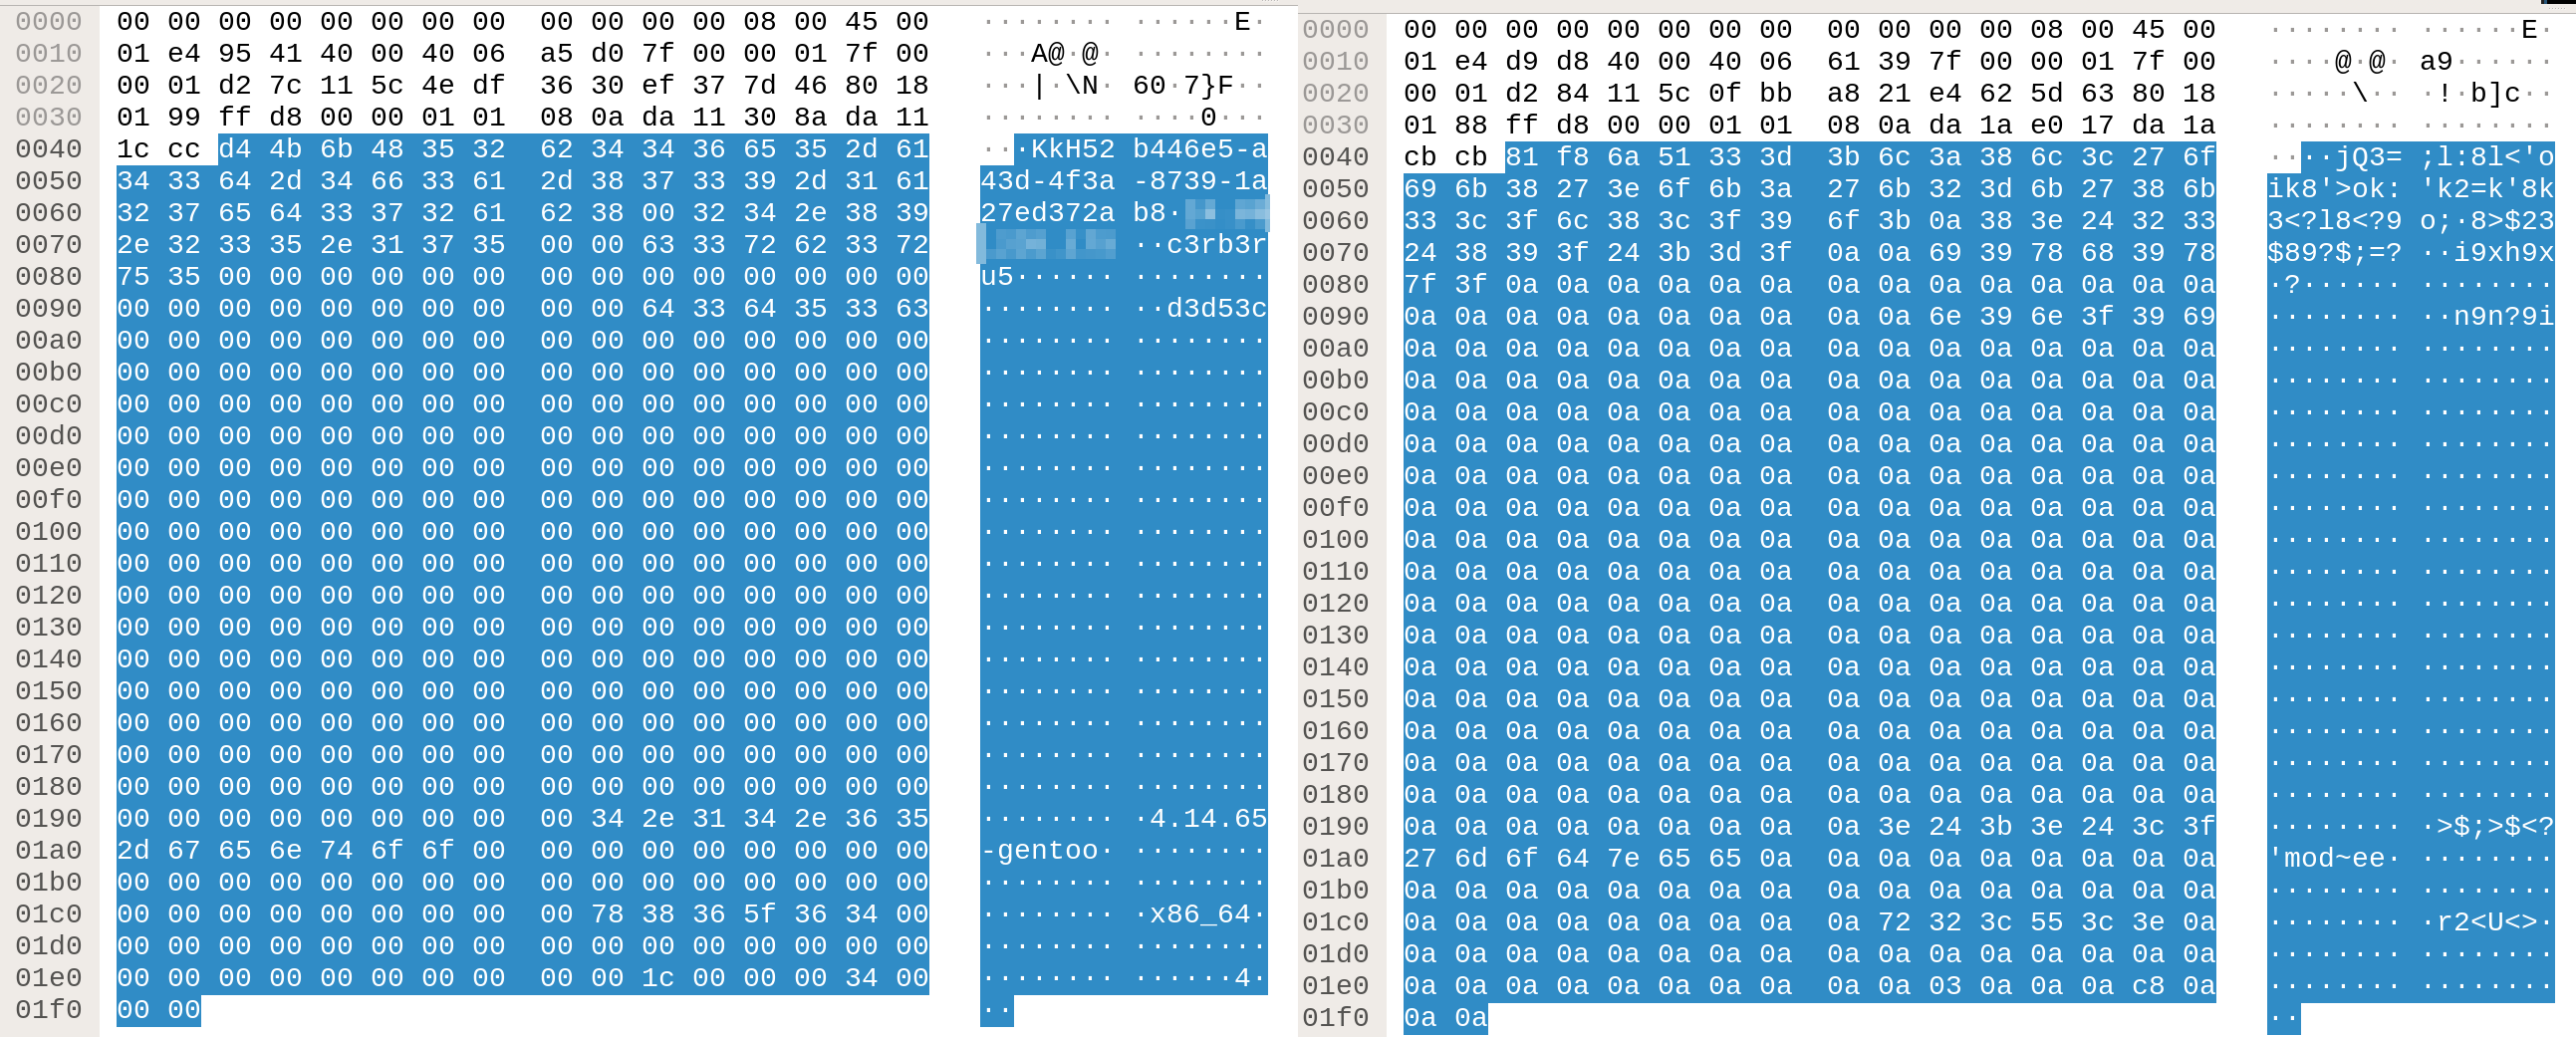 0000 00 00 00 00 00 00 00 00 00 00 00 00 08 00 45 00 ········ ······E·
0010 01 e4 95 41 40 00 40 06 a5 d0 7f 00 00 01 7f 00 ···A@·@· ········
0020 00 01 d2 7c 11 5c 4e df 36 30 ef 37 7d 46 80 18 ···|·\N· 60·7}F··
0030 01 99 ff d8 00 00 01 01 08 0a da 11 30 8a da 11 ········ ····0···
0040 1c cc d4 4b 6b 48 35 32 62 34 34 36 65 35 2d 61 ···KkH52 b446e5-a
0050 34 33 64 2d 34 66 33 61 2d 38 37 33 39 2d 31 61 43d-4f3a -8739-1a
0060 32 37 65 64 33 37 32 61 62 38 00 32 34 2e 38 39 27ed372a b8·
0070 2e 32 33 35 2e 31 37 35 00 00 63 33 72 62 33 72 ··c3rb3r
0080 75 35 00 00 00 00 00 00 00 00 00 00 00 00 00 00 u5······ ········
0090 00 00 00 00 00 00 00 00 00 00 64 33 64 35 33 63 ········ ··d3d53c
00a0 00 00 00 00 00 00 00 00 00 00 00 00 00 00 00 00 ········ ········
00b0 00 00 00 00 00 00 00 00 00 00 00 00 00 00 00 00 ········ ········
00c0 00 00 00 00 00 00 00 00 00 00 00 00 00 00 00 00 ········ ········
00d0 00 00 00 00 00 00 00 00 00 00 00 00 00 00 00 00 ········ ········
00e0 00 00 00 00 00 00 00 00 00 00 00 00 00 00 00 00 ········ ········
00f0 00 00 00 00 00 00 00 00 00 00 00 00 00 00 00 00 ········ ········
0100 00 00 00 00 00 00 00 00 00 00 00 00 00 00 00 00 ········ ········
0110 00 00 00 00 00 00 00 00 00 00 00 00 00 00 00 00 ········ ········
0120 00 00 00 00 00 00 00 00 00 00 00 00 00 00 00 00 ········ ········
0130 00 00 00 00 00 00 00 00 00 00 00 00 00 00 00 00 ········ ········
0140 00 00 00 00 00 00 00 00 00 00 00 00 00 00 00 00 ········ ········
0150 00 00 00 00 00 00 00 00 00 00 00 00 00 00 00 00 ········ ········
0160 00 00 00 00 00 00 00 00 00 00 00 00 00 00 00 00 ········ ········
0170 00 00 00 00 00 00 00 00 00 00 00 00 00 00 00 00 ········ ········
0180 00 00 00 00 00 00 00 00 00 00 00 00 00 00 00 00 ········ ········
0190 00 00 00 00 00 00 00 00 00 34 2e 31 34 2e 36 35 ········ ·4.14.65
01a0 2d 67 65 6e 74 6f 6f 00 00 00 00 00 00 00 00 00 -gentoo· ········
01b0 00 00 00 00 00 00 00 00 00 00 00 00 00 00 00 00 ········ ········
01c0 00 00 00 00 00 00 00 00 00 78 38 36 5f 36 34 00 ········ ·x86_64·
01d0 00 00 00 00 00 00 00 00 00 00 00 00 00 00 00 00 ········ ········
01e0 00 00 00 00 00 00 00 00 00 00 1c 00 00 00 34 00 ········ ······4·
01f0 00 00 ··
0000 00 00 00 00 00 00 00 00 00 00 00 00 08 00 45 00 ········ ······E·
0010 01 e4 d9 d8 40 00 40 06 61 39 7f 00 00 01 7f 00 ····@·@· a9······
0020 00 01 d2 84 11 5c 0f bb a8 21 e4 62 5d 63 80 18 ·····\·· ·!·b]c··
0030 01 88 ff d8 00 00 01 01 08 0a da 1a e0 17 da 1a ········ ········
0040 cb cb 81 f8 6a 51 33 3d 3b 6c 3a 38 6c 3c 27 6f ····jQ3= ;l:8l<'o
0050 69 6b 38 27 3e 6f 6b 3a 27 6b 32 3d 6b 27 38 6b ik8'>ok: 'k2=k'8k
0060 33 3c 3f 6c 38 3c 3f 39 6f 3b 0a 38 3e 24 32 33 3<?l8<?9 o;·8>$23
0070 24 38 39 3f 24 3b 3d 3f 0a 0a 69 39 78 68 39 78 $89?$;=? ··i9xh9x
0080 7f 3f 0a 0a 0a 0a 0a 0a 0a 0a 0a 0a 0a 0a 0a 0a ·?······ ········
0090 0a 0a 0a 0a 0a 0a 0a 0a 0a 0a 6e 39 6e 3f 39 69 ········ ··n9n?9i
00a0 0a 0a 0a 0a 0a 0a 0a 0a 0a 0a 0a 0a 0a 0a 0a 0a ········ ········
00b0 0a 0a 0a 0a 0a 0a 0a 0a 0a 0a 0a 0a 0a 0a 0a 0a ········ ········
00c0 0a 0a 0a 0a 0a 0a 0a 0a 0a 0a 0a 0a 0a 0a 0a 0a ········ ········
00d0 0a 0a 0a 0a 0a 0a 0a 0a 0a 0a 0a 0a 0a 0a 0a 0a ········ ········
00e0 0a 0a 0a 0a 0a 0a 0a 0a 0a 0a 0a 0a 0a 0a 0a 0a ········ ········
00f0 0a 0a 0a 0a 0a 0a 0a 0a 0a 0a 0a 0a 0a 0a 0a 0a ········ ········
0100 0a 0a 0a 0a 0a 0a 0a 0a 0a 0a 0a 0a 0a 0a 0a 0a ········ ········
0110 0a 0a 0a 0a 0a 0a 0a 0a 0a 0a 0a 0a 0a 0a 0a 0a ········ ········
0120 0a 0a 0a 0a 0a 0a 0a 0a 0a 0a 0a 0a 0a 0a 0a 0a ········ ········
0130 0a 0a 0a 0a 0a 0a 0a 0a 0a 0a 0a 0a 0a 0a 0a 0a ········ ········
0140 0a 0a 0a 0a 0a 0a 0a 0a 0a 0a 0a 0a 0a 0a 0a 0a ········ ········
0150 0a 0a 0a 0a 0a 0a 0a 0a 0a 0a 0a 0a 0a 0a 0a 0a ········ ········
0160 0a 0a 0a 0a 0a 0a 0a 0a 0a 0a 0a 0a 0a 0a 0a 0a ········ ········
0170 0a 0a 0a 0a 0a 0a 0a 0a 0a 0a 0a 0a 0a 0a 0a 0a ········ ········
0180 0a 0a 0a 0a 0a 0a 0a 0a 0a 0a 0a 0a 0a 0a 0a 0a ········ ········
0190 0a 0a 0a 0a 0a 0a 0a 0a 0a 3e 24 3b 3e 24 3c 3f ········ ·>$;>$<?
01a0 27 6d 6f 64 7e 65 65 0a 0a 0a 0a 0a 0a 0a 0a 0a 'mod~ee· ········
01b0 0a 0a 0a 0a 0a 0a 0a 0a 0a 0a 0a 0a 0a 0a 0a 0a ········ ········
01c0 0a 0a 0a 0a 0a 0a 0a 0a 0a 72 32 3c 55 3c 3e 0a ········ ·r2<U<>·
01d0 0a 0a 0a 0a 0a 0a 0a 0a 0a 0a 0a 0a 0a 0a 0a 0a ········ ········
01e0 0a 0a 0a 0a 0a 0a 0a 0a 0a 0a 03 0a 0a 0a c8 0a ········ ········
01f0 0a 0a ··